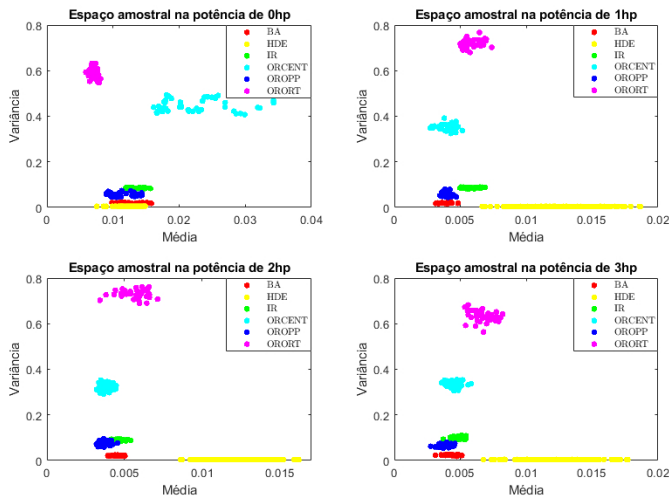 Espaço amostral na potência de 0hp
0.8
0.6
0.4
0.2
0
Variância
0
0.01
0.02
0.03
0.04
Média
BA
HDE
IR
ORCENT
OROPP
ORORT
Espaço amostral na potência de 1hp
0.8
0.6
0.4
0.2
0
Variância
0
0.005
0.01
0.015
0.02
Média
BA
HDE
IR
ORCENT
OROPP
ORORT
Espaço amostral na potência de 2hp
0.8
0.6
0.4
0.2
0
Variância
0
0.005
0.01
0.015
Média
BA
HDE
IR
ORCENT
OROPP
ORORT
Espaço amostral na potência de 3hp
0.8
0.6
0.4
0.2
0
Variância
0
0.005
0.01
0.015
0.02
Média
BA
HDE
IR
ORCENT
OROPP
ORORT